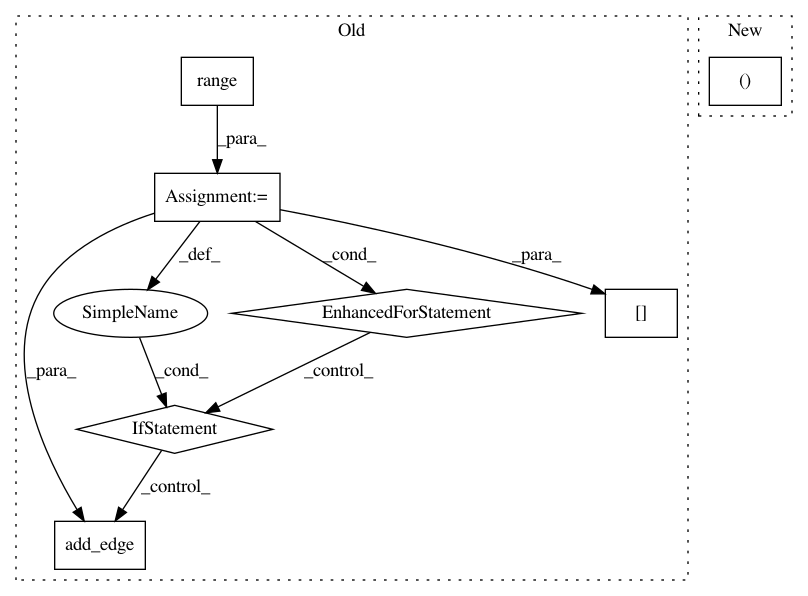 Old
New
range
()
_para_
Assignment:=
_def_
_cond_
_para_
SimpleName
EnhancedForStatement
[]
_para_
_cond_
_control_
IfStatement
_control_
add_edge